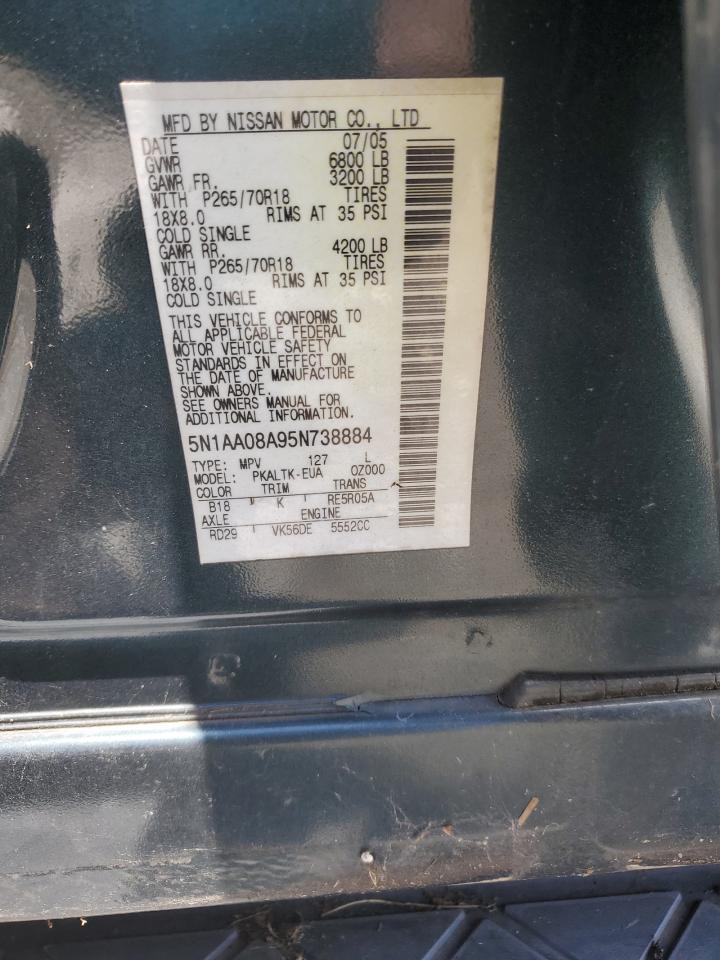 MFD BY NISSAN MOTOR CO., LTD
DATE 07/05
GVWR 6800 LB
GAWR FR. 3200 LB
WITH P265/70R18 TIRES
18X8.0 RIMS AT 35 PSI
COLD SINGLE
GAWR RR. 4200 LB
WITH P265/70R18 TIRES
18X8.0 RIMS AT 35 PSI
COLD SINGLE
THIS VEHICLE CONFORMS TO
ALL APPLICABLE FEDERAL
MOTOR VEHICLE SAFETY
STANDARDS IN EFFECT ON
THE DATE OF MANUFACTURE
SHOWN ABOVE.
SEE OWNERS MANUAL FOR
ADDITIONAL INFORMATION.
5N1AA08A95N738884
TYPE: MPV 127 L
MODEL: PKALTK-EUA OZ000
COLOR TRIM TRANS
B18 K RE5R05A
AXLE ENGINE
RD29 VK56DE 5552CC